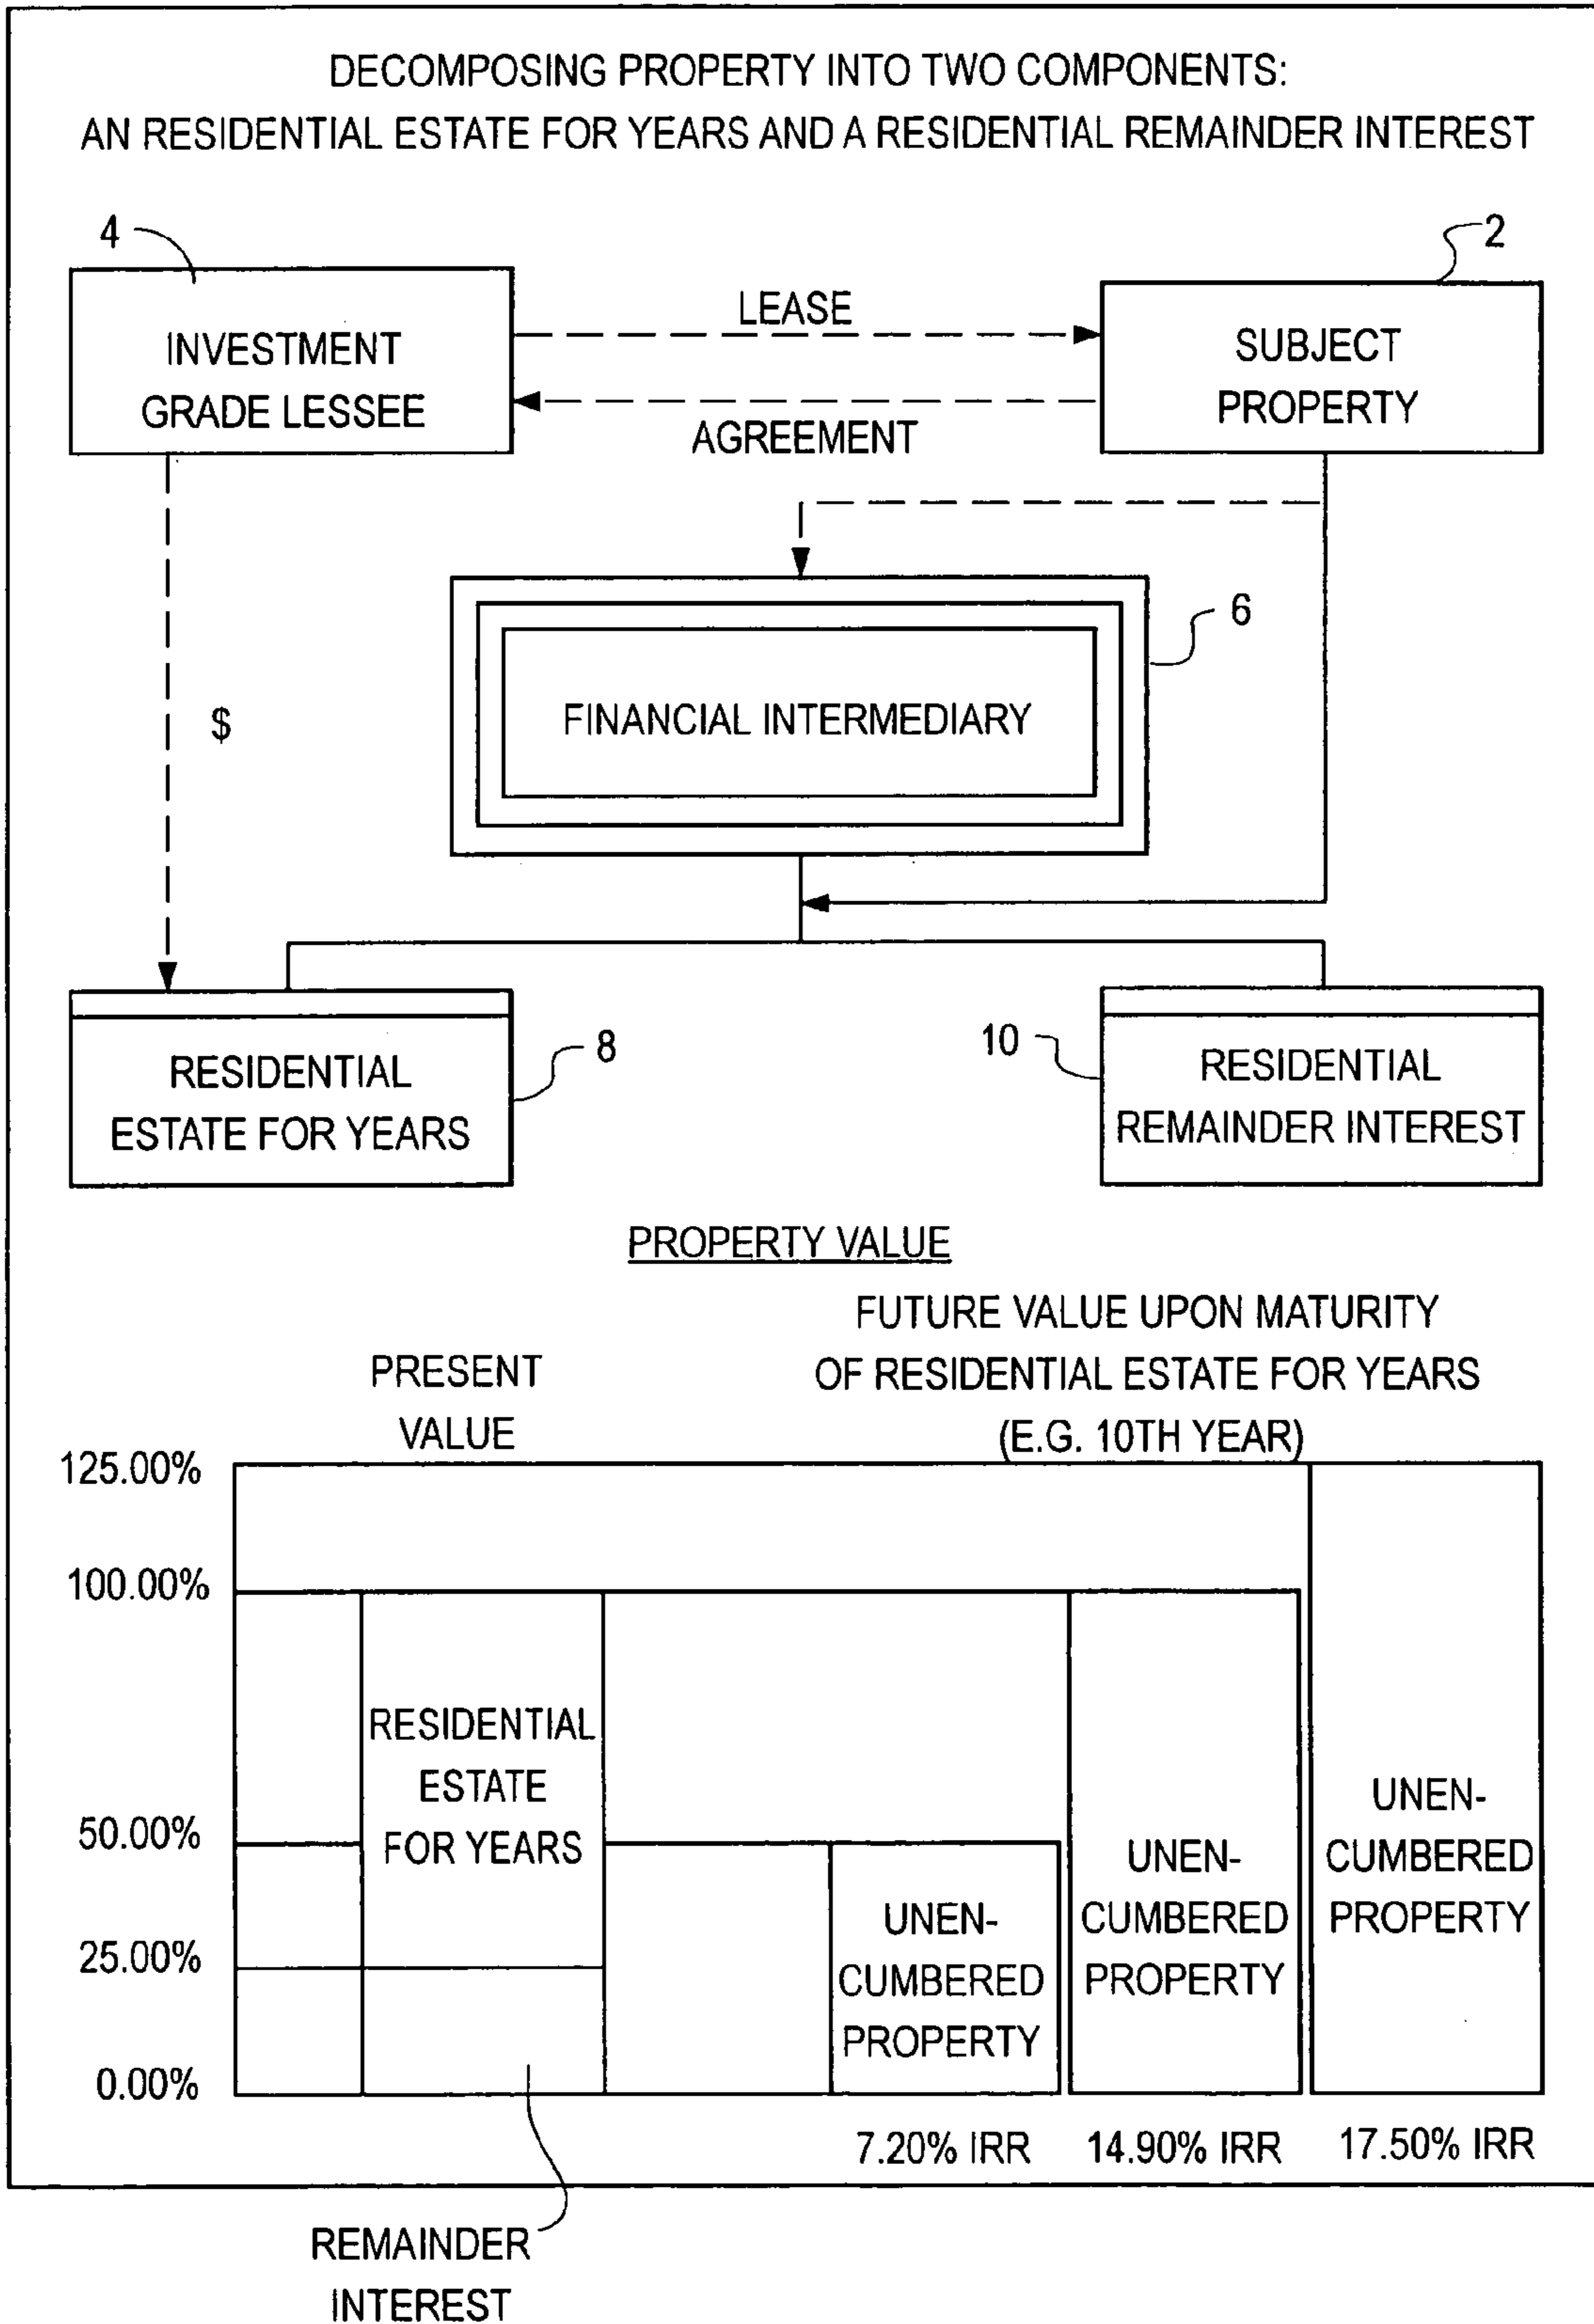 DECOMPOSING PROPERTY INTO TWO COMPONENTS:
AN RESIDENTIAL ESTATE FOR YEARS AND A RESIDENTIAL REMAINDER INTEREST
4
2
LEASE
INVESTMENT
GRADE LESSEE
SUBJECT
PROPERTY
AGREEMENT
6
$
FINANCIAL INTERMEDIARY
8
10
RESIDENTIAL
ESTATE FOR YEARS
RESIDENTIAL
REMAINDER INTEREST
PROPERTY VALUE
PRESENT
VALUE
FUTURE VALUE UPON MATURITY
OF RESIDENTIAL ESTATE FOR YEARS
(E.G. 10TH YEAR)
125.00%
100.00%
50.00%
25.00%
0.00%
RESIDENTIAL
ESTATE
FOR YEARS
UNEN-
CUMBERED
PROPERTY
UNEN-
CUMBERED
PROPERTY
UNEN-
CUMBERED
PROPERTY
7.20% IRR
14.90% IRR
17.50% IRR
REMAINDER
INTEREST